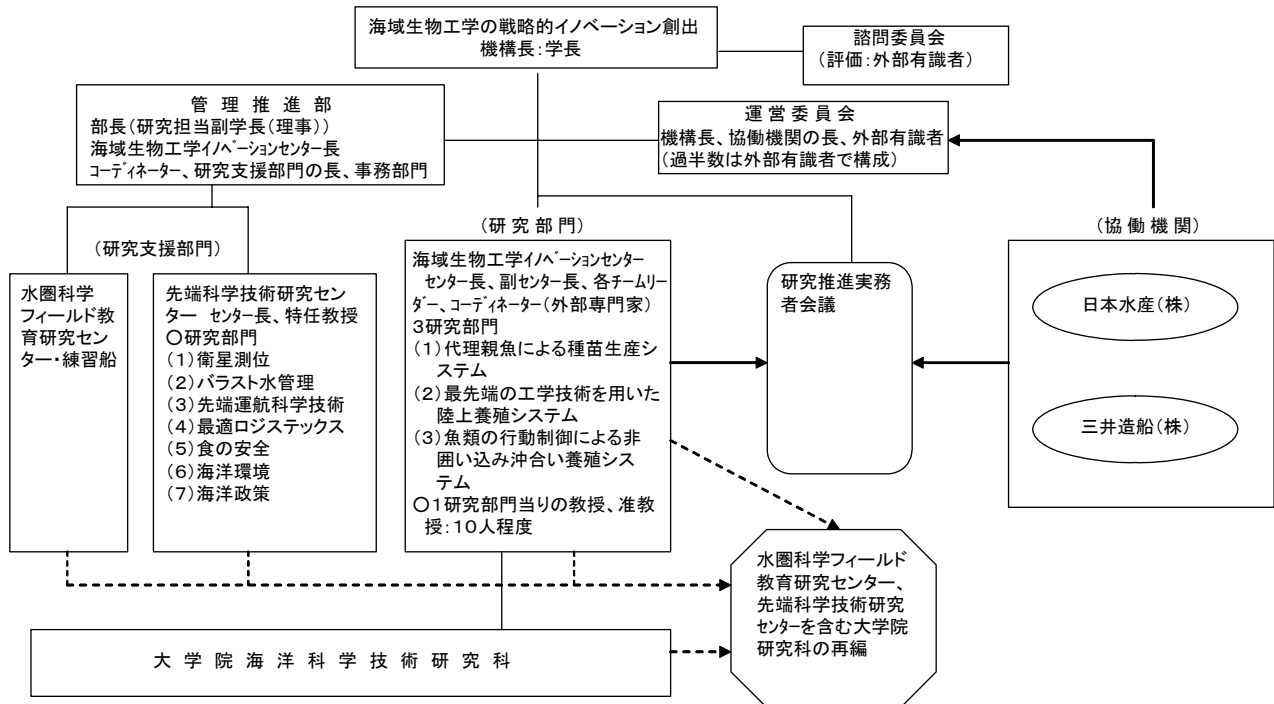 海域生物工学の戦略的イノベーション創出
機構長：学長
諮問委員会
（評価：外部有識者）
管 理 推 進 部
部長（研究担当副学長（理事））
海域生物工学イノベーションセンター長
コーディネーター、研究支援部門の長、事務部門
運 営 委 員 会
機構長、協働機関の長、外部有識者
（過半数は外部有識者で構成）
（研究支援部門）
（研 究 部 門）
（協 働 機 関）
水圏科学
フィールド教
育研究セン
ター・練習船
先端科学技術研究セン
ター センター長、特任教授
〇研究部門
（１）衛星測位
（２）バラスト水管理
（３）先端運航科学技術
（４）最適ロジステックス
（５）食の安全
（６）海洋環境
（７）海洋政策
海域生物工学イノベーションセンター
センター長、副センター長、各チームリー
ダー、コーディネーター（外部専門家）
３研究部門
（１）代理親魚による種苗生産シ
ステム
（２）最先端の工学技術を用いた
陸上養殖システム
（３）魚類の行動制御による非
囲い込み沖合い養殖シス
テム
〇１研究部門当りの教授、准教
授：１０人程度
研究推進実務
者会議
日本水産（株）
三井造船（株）
水圏科学フィールド
教育研究センター、
先端科学技術研究
センターを含む大学院
研究科の再編
大 学 院 海 洋 科 学 技 術 研 究 科